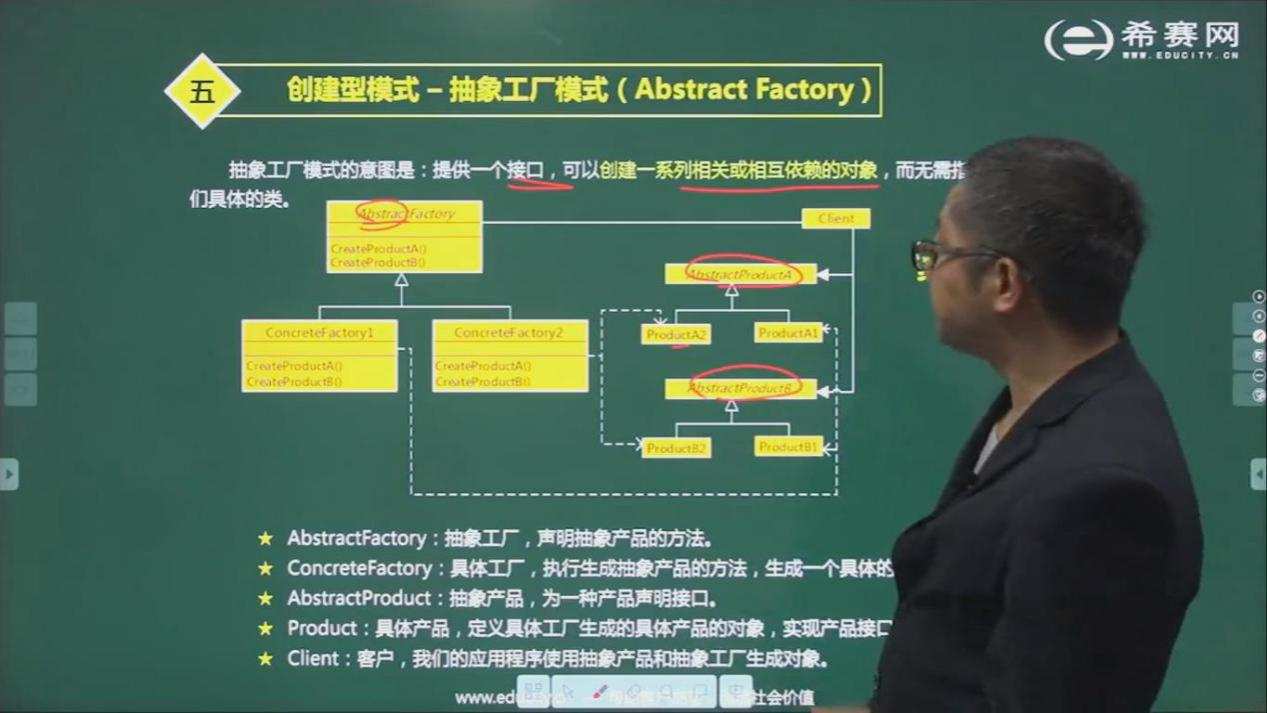 希赛网
WWW.EDUCITY.CN
五
创建型模式 – 抽象工厂模式（Abstract Factory）
抽象工厂模式的意图是：提供一个接口，可以创建一系列相关或相互依赖的对象，而无需指
们具体的类。
AbstractFactory
CreateProductA()
CreateProductB()
Client
AbstractProductA
ConcreteFactory1
CreateProductA()
CreateProductB()
ConcreteFactory2
CreateProductA()
CreateProductB()
ProductA2
ProductA1
AbstractProductB
ProductB2
ProductB1
★ AbstractFactory：抽象工厂，声明抽象产品的方法。
★ ConcreteFactory：具体工厂，执行生成抽象产品的方法，生成一个具体的
★ AbstractProduct：抽象产品，为一种产品声明接口。
★ Product：具体产品，定义具体工厂生成的具体产品的对象，实现产品接口
★ Client：客户，我们的应用程序使用抽象产品和抽象工厂生成对象。
社会价值